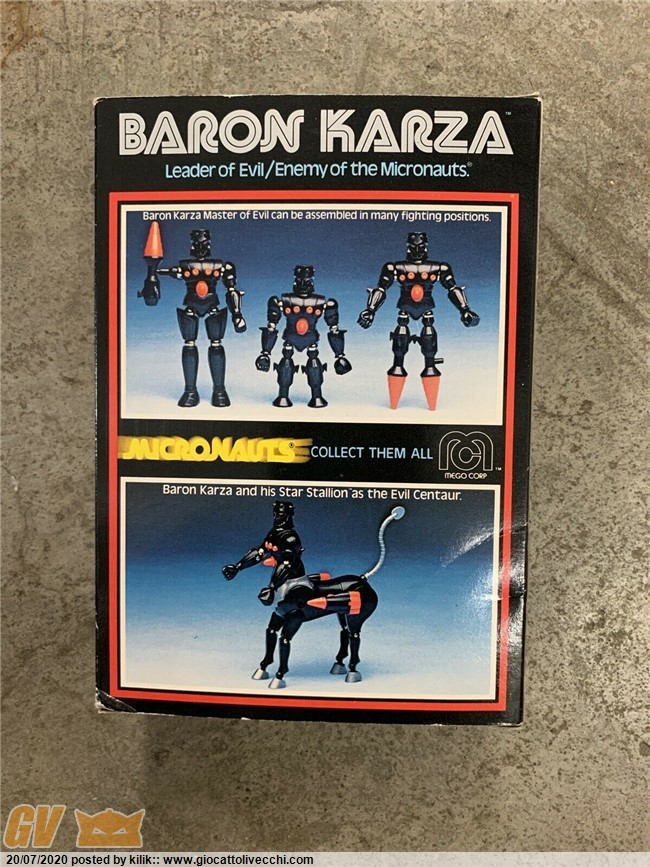 BARON KARZA™
Leader of Evil/Enemy of the Micronauts.®
Baron Karza Master of Evil can be assembled in many fighting positions.
MICRONAUTS® COLLECT THEM ALL
MEGO CORP ™
Baron Karza and his Star Stallion as the Evil Centaur.
GV
20/07/2020 posted by kilik:: www.giocattolivecchi.com